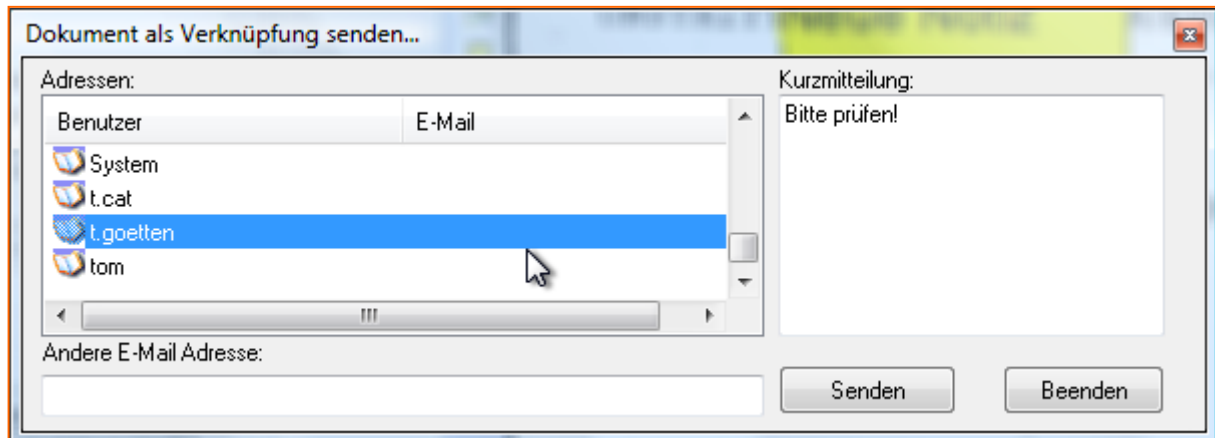 Dokument als Verknüpfung senden...
Adressen:
Benutzer E-Mail
System
t.cat
t.goetten
tom
Andere E-Mail Adresse:
Kurzmitteilung:
Bitte prüfen!
Senden Beenden